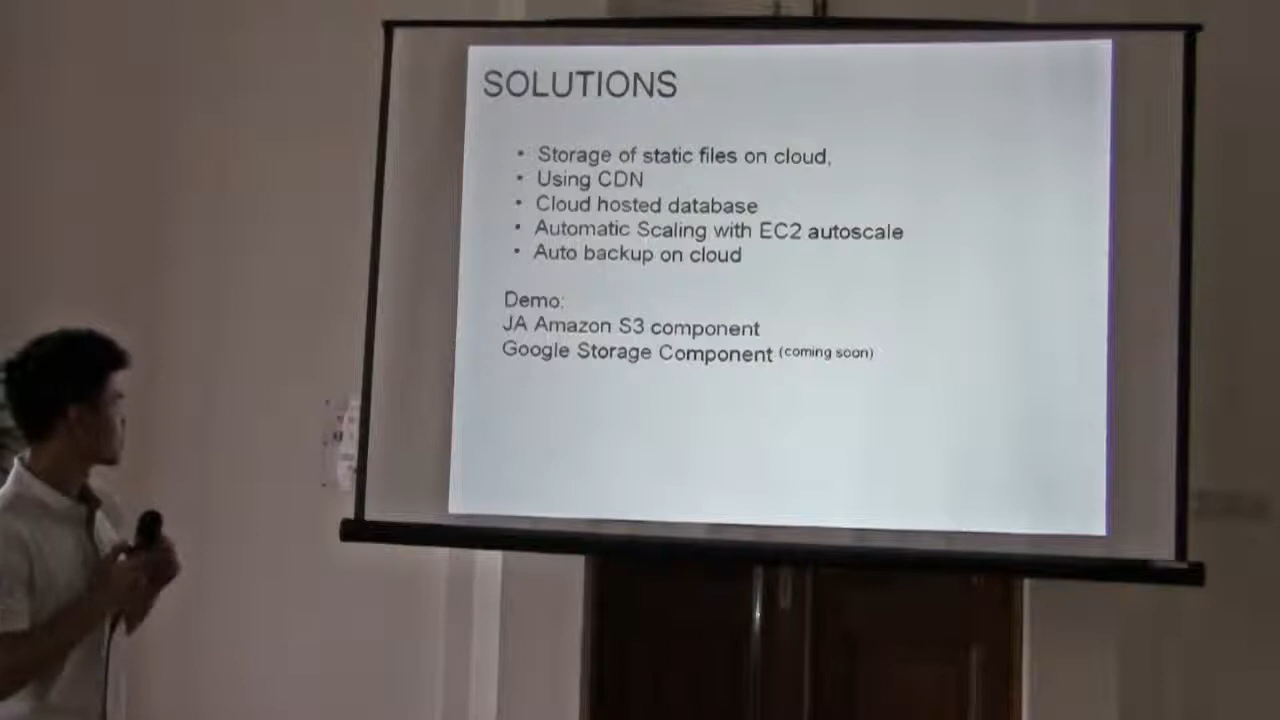 SOLUTIONS
• Storage of static files on cloud,
• Using CDN
• Cloud hosted database
• Automatic Scaling with EC2 autoscale
• Auto backup on cloud
Demo:
JA Amazon S3 component
Google Storage Component (coming soon)